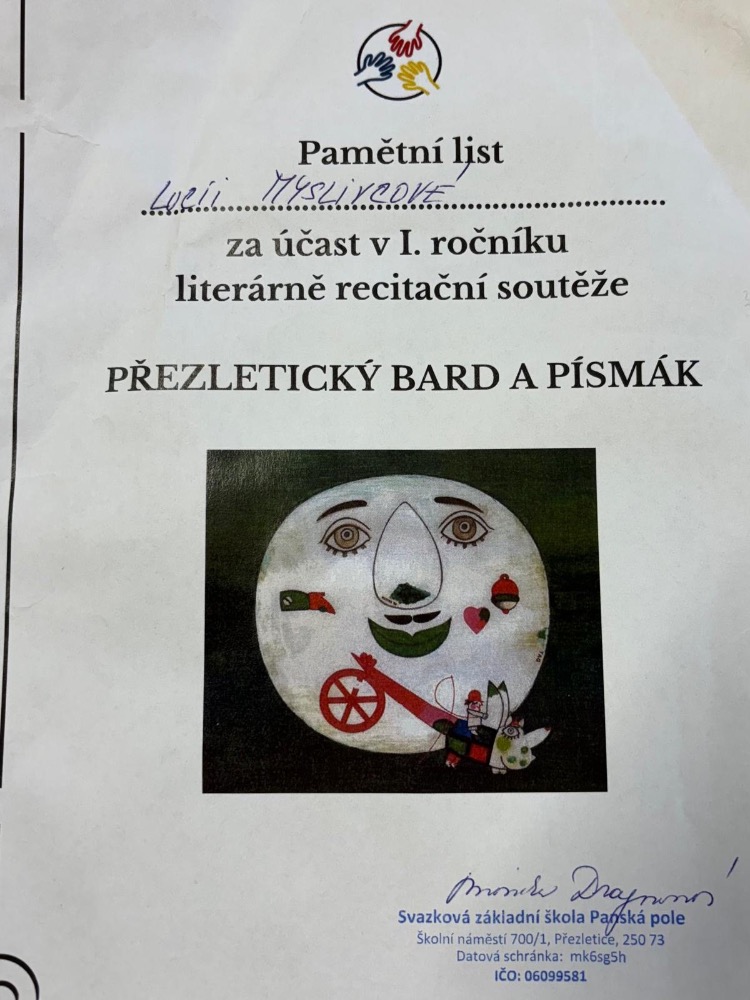 Pamětní list
Lucii MYSLIVCOVÉ
za účast v I. ročníku
literárně recitační soutěže
PŘEZLETICKÝ BARD A PÍSMÁK
Svazková základní škola Panská pole
Školní náměstí 700/1, Přezletice, 250 73
Datová schránka: mk6sg5h
IČO: 06099581